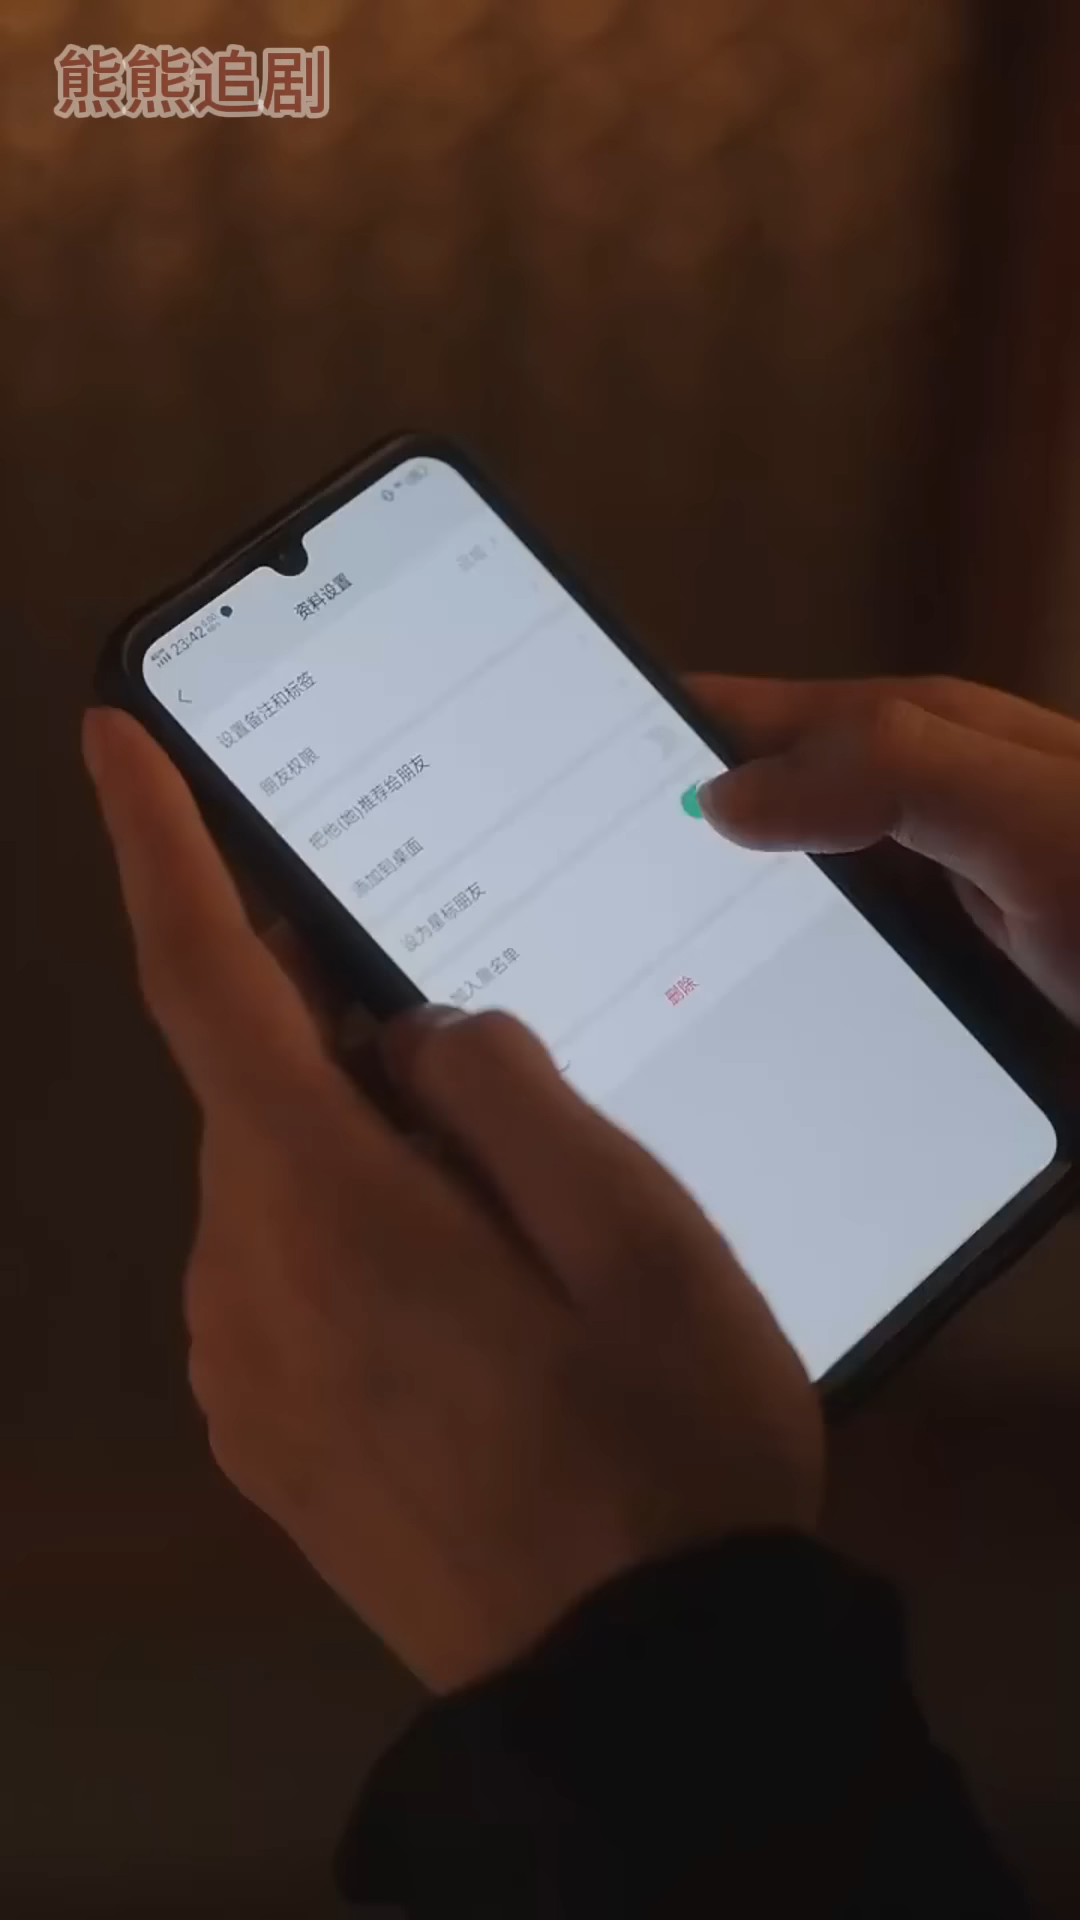 熊熊追剧
23:42
资料设置
设置备注和标签
朋友权限
把他(她)推荐给朋友
添加到桌面
设为星标朋友
加入黑名单
删除